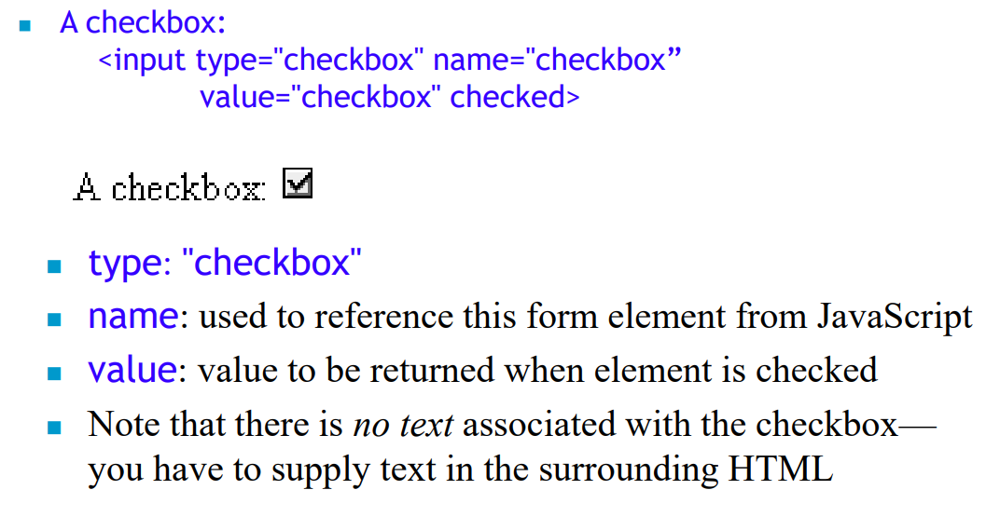 A checkbox:
<input type="checkbox" name="checkbox”
value="checkbox" checked>
A checkbox:
type: "checkbox"
name: used to reference this form element from JavaScript
value: value to be returned when element is checked
Note that there is no text associated with the checkbox—
you have to supply text in the surrounding HTML